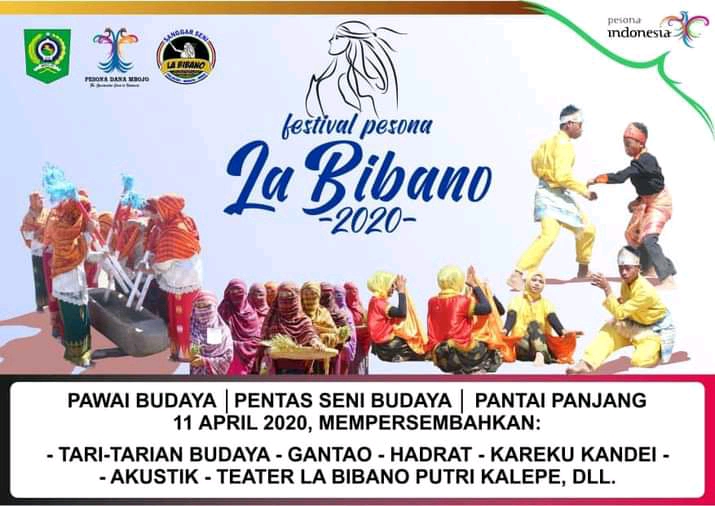 pesona
indonesia
SANGGAR SENI
LA BIBANO
PESONA DANA MBOJO
festival pesona
La Bibano
-2020-
PAWAI BUDAYA | PENTAS SENI BUDAYA | PANTAI PANJANG
11 APRIL 2020, MEMPERSEMBAHKAN:
- TARI-TARIAN BUDAYA - GANTAO - HADRAT - KAREKU KANDEI -
- AKUSTIK - TEATER LA BIBANO PUTRI KALEPE, DLL.